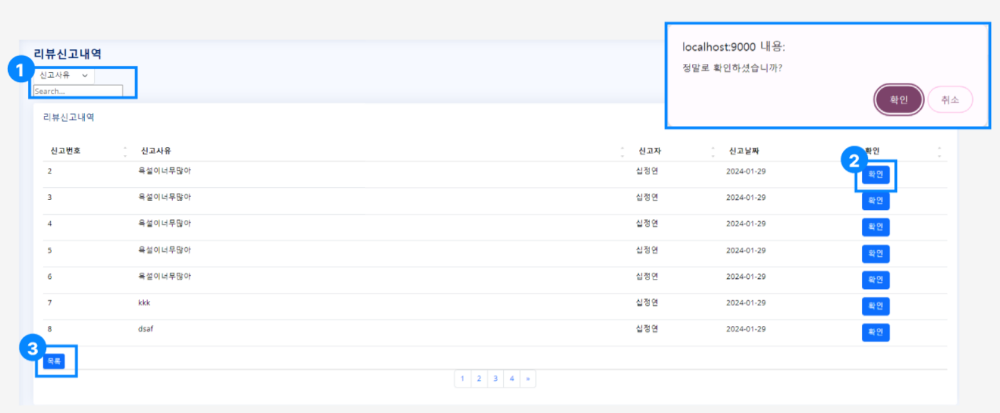 localhost:9000 내용:
정말로 확인하셨습니까?
확인 취소
리뷰신고내역
1
신고사유
Search...
리뷰신고내역
신고번호 신고사유 신고자 신고날짜 확인
2
2 욕설이너무많아 십정연 2024-01-29 확인
3 욕설이너무많아 십정연 2024-01-29 확인
4 욕설이너무많아 십정연 2024-01-29 확인
5 욕설이너무많아 십정연 2024-01-29 확인
6 욕설이너무많아 십정연 2024-01-29 확인
7 kkk 십정연 2024-01-29 확인
8 dsaf 십정연 2024-01-29 확인
3
목록
1 2 3 4 »